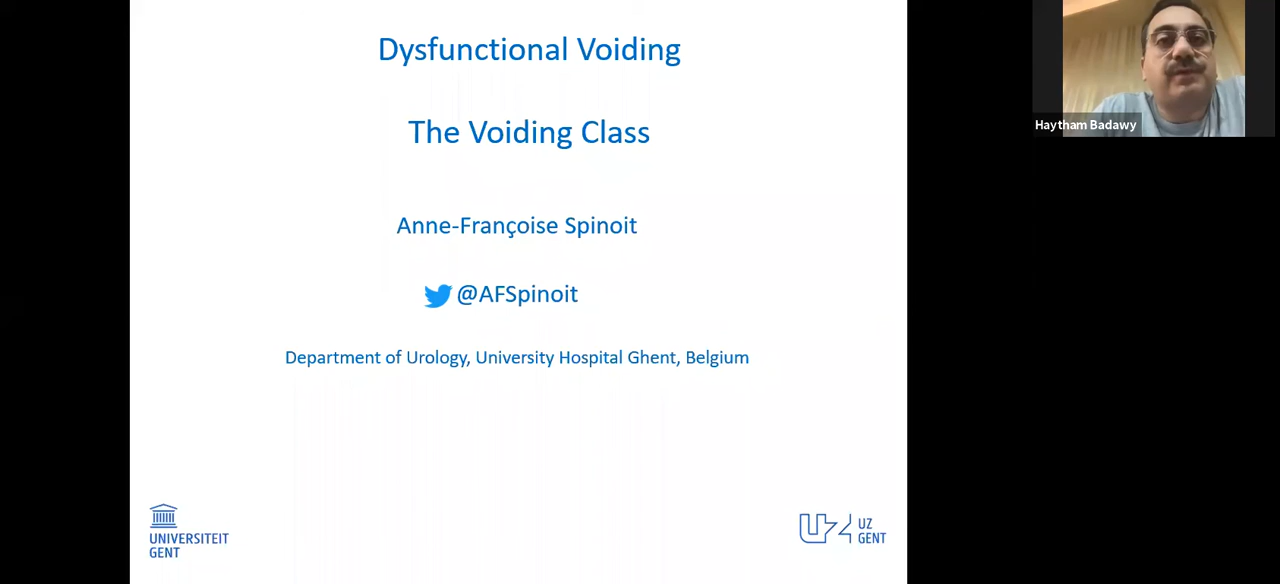 Dysfunctional Voiding
The Voiding Class
Anne-Françoise Spinoit
@AFSpinoit
Department of Urology, University Hospital Ghent, Belgium
UNIVERSITEIT
GENT
UZ
GENT
Haytham Badawy